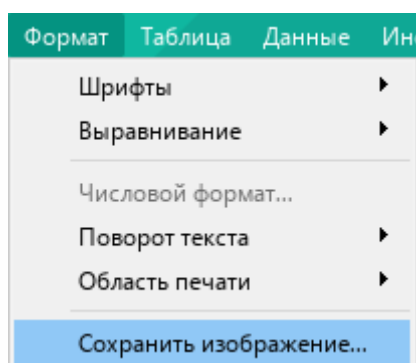 Формат Таблица Данные
Шрифты
Выравнивание
Числовой формат...
Поворот текста
Область печати
Сохранить изображение...